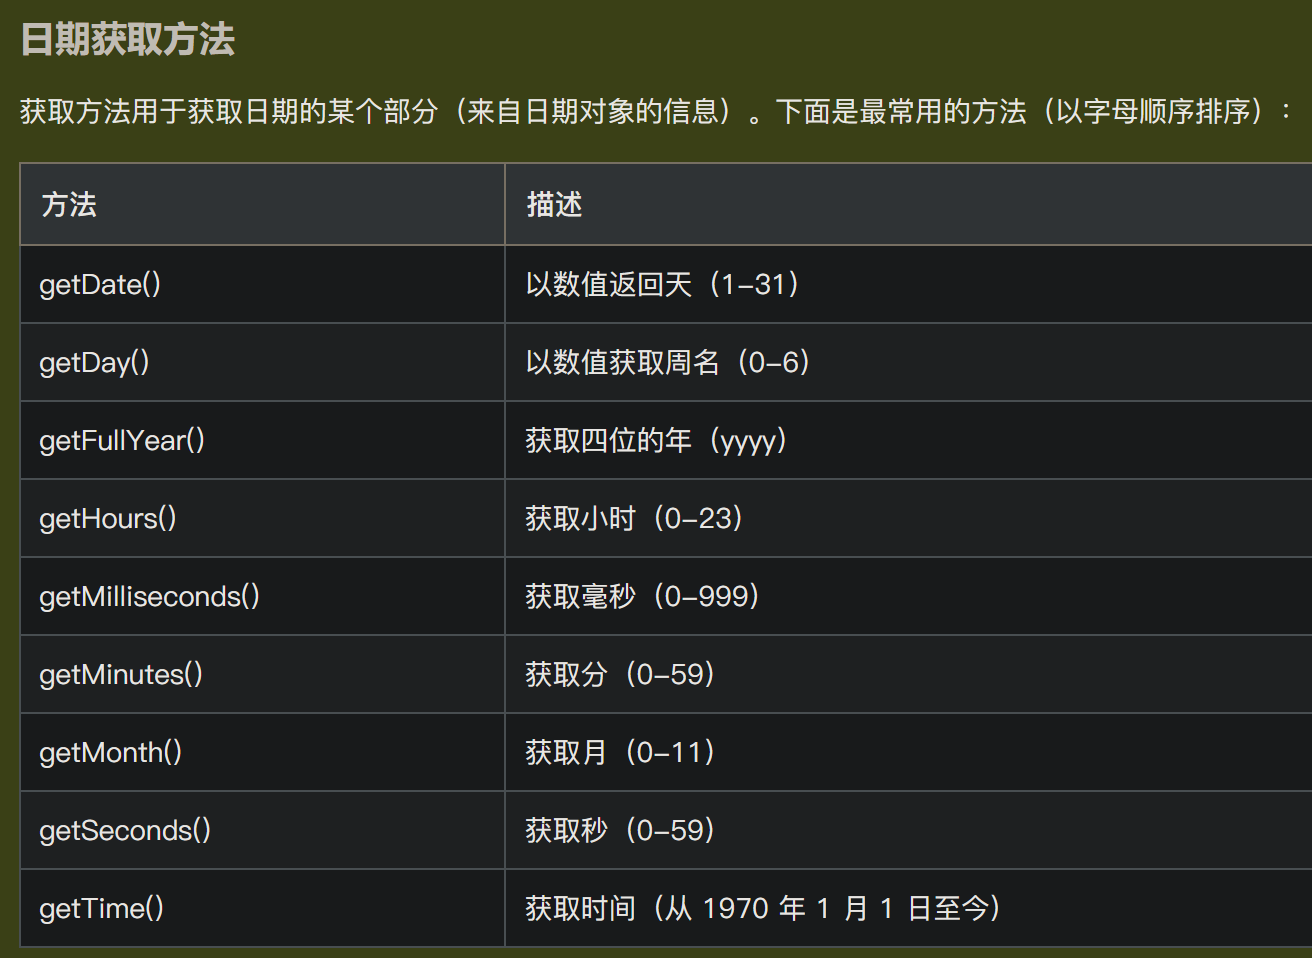 日期获取方法
获取方法用于获取日期的某个部分（来自日期对象的信息）。下面是最常用的方法（以字母顺序排序）：
方法 描述
getDate() 以数值返回天（1-31）
getDay() 以数值获取周名（0-6）
getFullYear() 获取四位的年（yyyy）
getHours() 获取小时（0-23）
getMilliseconds() 获取毫秒（0-999）
getMinutes() 获取分（0-59）
getMonth() 获取月（0-11）
getSeconds() 获取秒（0-59）
getTime() 获取时间（从 1970 年 1 月 1 日至今）